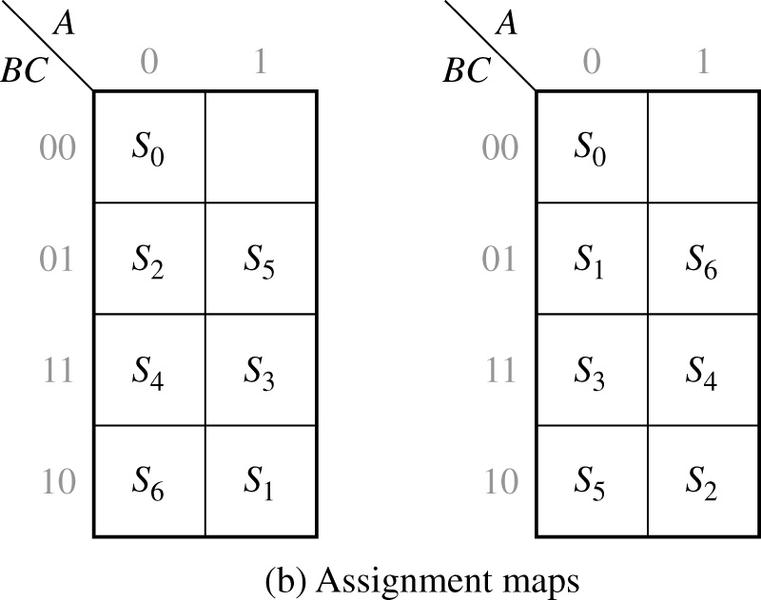 A A
BC 0 1 BC 0 1
00 S0 00 S0
01 S2 S5 01 S1 S6
11 S4 S3 11 S3 S4
10 S6 S1 10 S5 S2
(b) Assignment maps